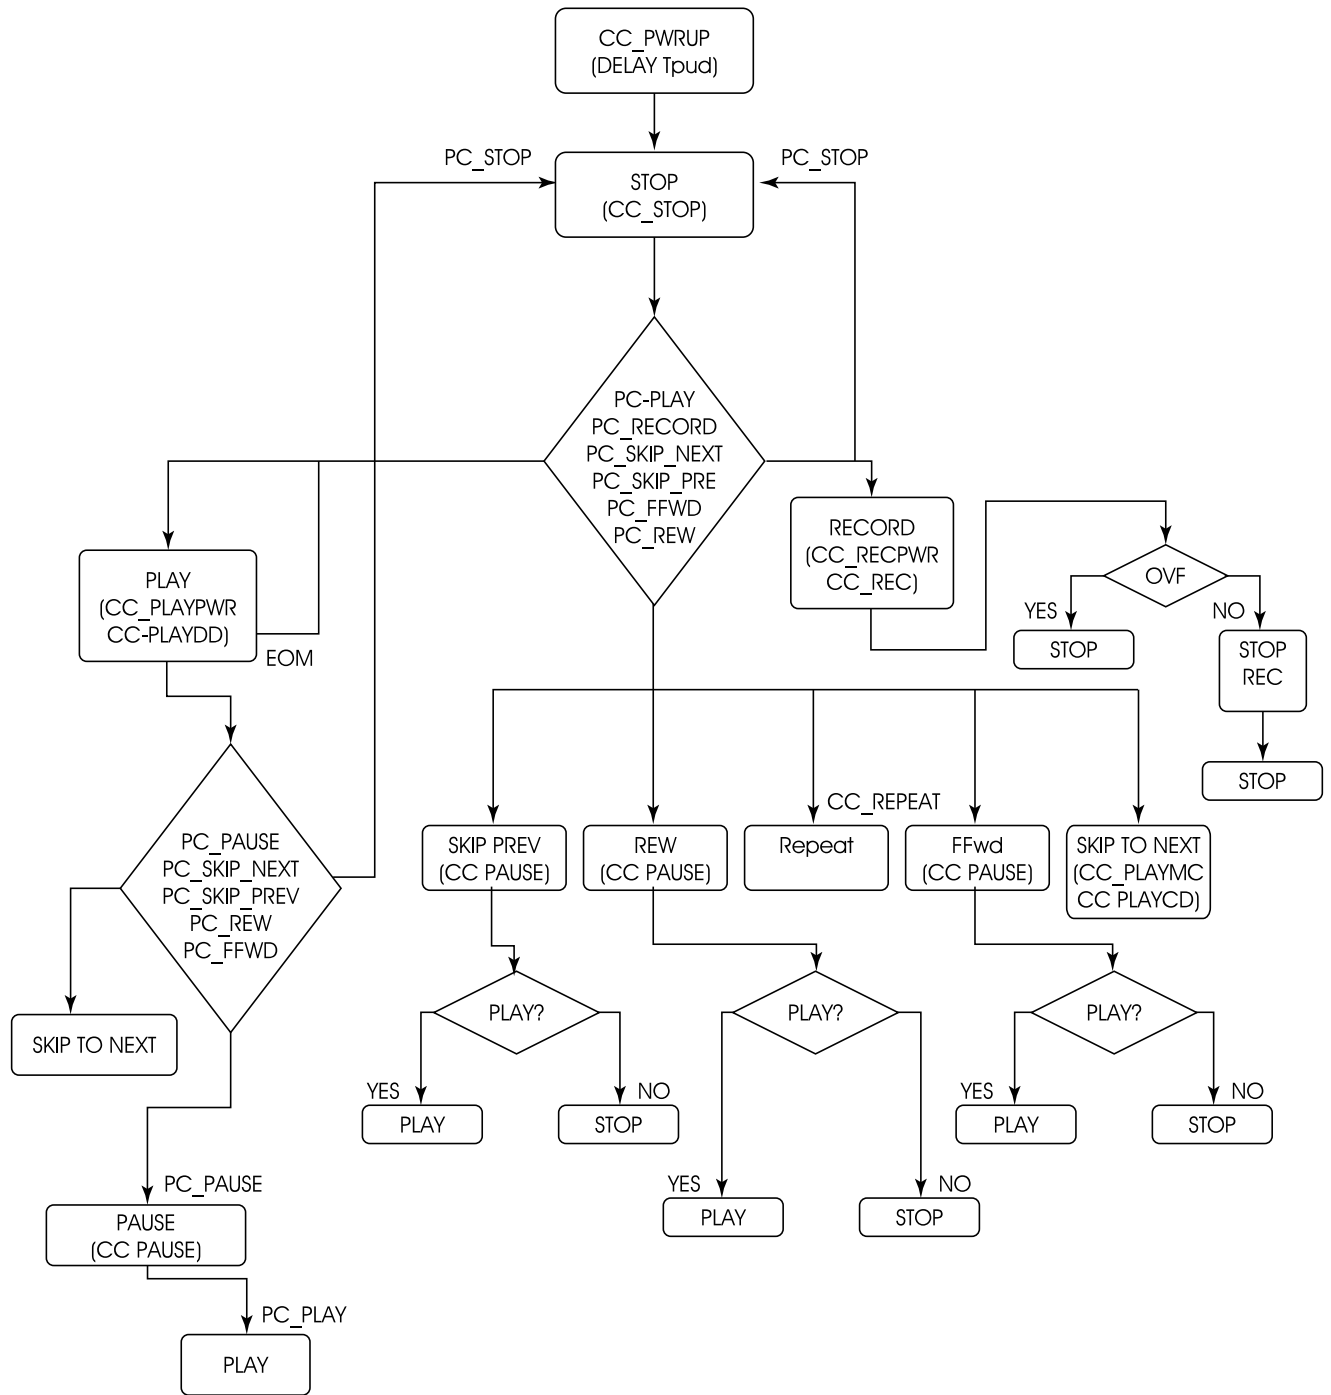 CC_PWRUP
(DELAY Tpud)
PC_STOP
PC_STOP
STOP
(CC_STOP)
PC-PLAY
PC_RECORD
PC_SKIP_NEXT
PC_SKIP_PRE
PC_FFWD
PC_REW
PLAY
(CC_PLAYPWR
CC-PLAYDD)
EOM
RECORD
(CC_RECPWR
CC_REC)
OVF
YES
NO
STOP
STOP
REC
STOP
PC_PAUSE
PC_SKIP_NEXT
PC_SKIP_PREV
PC_REW
PC_FFWD
CC_REPEAT
SKIP PREV
(CC PAUSE)
REW
(CC PAUSE)
Repeat
FFwd
(CC PAUSE)
SKIP TO NEXT
(CC_PLAYMC
CC PLAYCD)
SKIP TO NEXT
PLAY?
PLAY?
PLAY?
YES
NO
PLAY
STOP
YES
NO
PLAY
STOP
YES
NO
PLAY
STOP
PC_PAUSE
PAUSE
(CC PAUSE)
PC_PLAY
PLAY